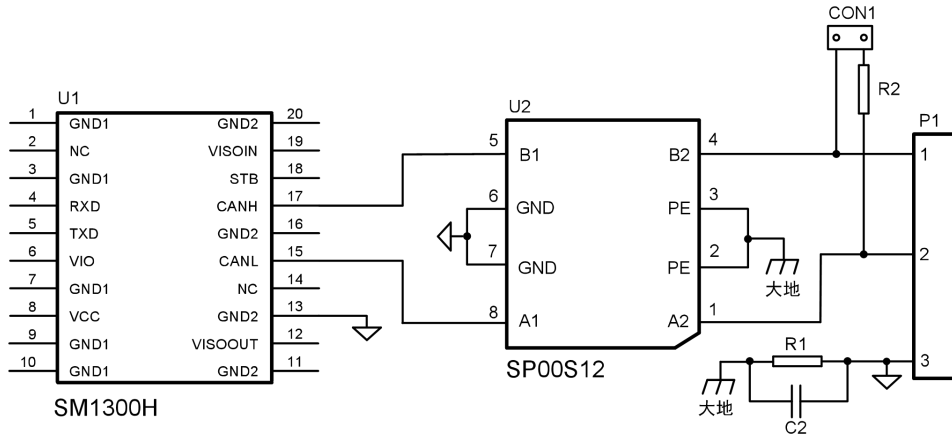 CON1
R2
U1
U2
P1
1 GND1 GND2 20
2 NC VISOIN 19
3 GND1 STB 18
4 RXD CANH 17
5 TXD GND2 16
6 VIO CANL 15
7 GND1 NC 14
8 VCC GND2 13
9 GND1 VISOOUT 12
10 GND1 GND2 11
SM1300H
5 B1 B2 4
6 GND PE 3
7 GND PE 2
8 A1 A2 1
SP00S12
大地
1
2
3
R1
大地
C2